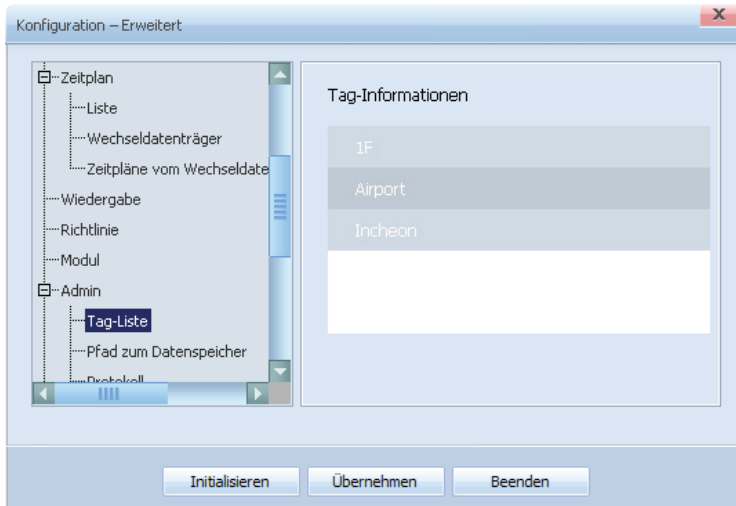 Konfiguration – Erweitert
x
Zeitplan
Liste
Wechseldatenträger
Zeitpläne vom Wechseldate
Wiedergabe
Richtlinie
Modul
Admin
Tag-Liste
Pfad zum Datenspeicher
Protokoll
Tag-Informationen
1F
Airport
Incheon
Initialisieren
Übernehmen
Beenden